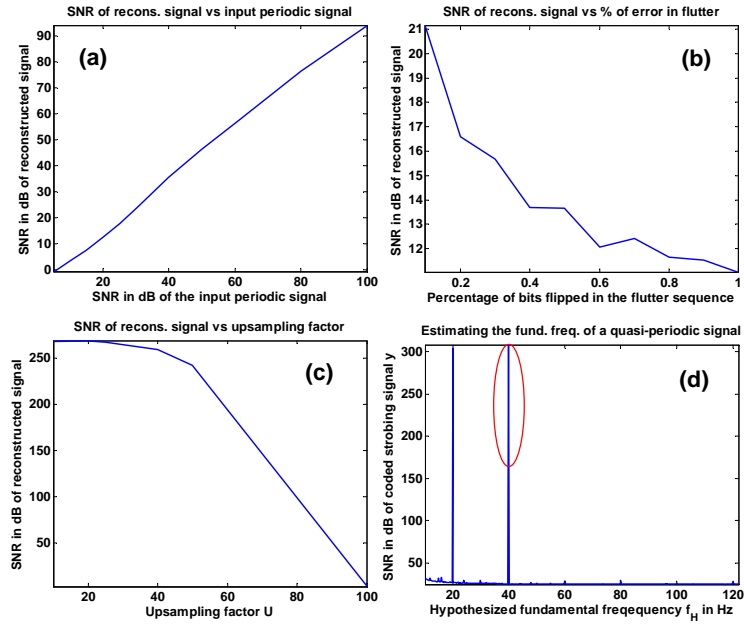 SNR of recons. signal vs input periodic signal
(a)
90
80
70
60
50
40
30
20
10
0
SNR in dB of reconstructed signal
20 40 60 80 100
SNR in dB of the input periodic signal
SNR of recons. signal vs % of error in flutter
(b)
21
20
19
18
17
16
15
14
13
12
SNR in dB of reconstructed signal
0.2 0.4 0.6 0.8 1
Percentage of bits flipped in the flutter sequence
SNR of recons. signal vs upsampling factor
(c)
250
200
150
100
50
SNR in dB of reconstructed signal
20 40 60 80 100
Upsampling factor U
Estimating the fund. freq. of a quasi-periodic signal
(d)
300
250
200
150
100
50
SNR in dB of coded strobing signal y
20 40 60 80 100 120
Hypothesized fundamental freqequency f_H in Hz